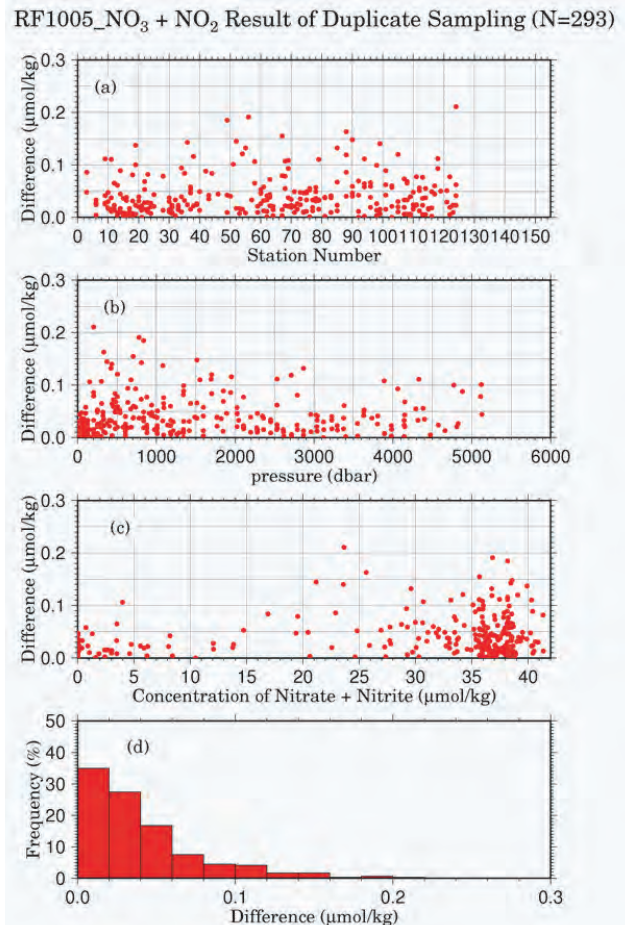 RF1005_NO₃ + NO₂ Result of Duplicate Sampling (N=293)
0.3
(a)
0.2
0.1
0.0
Difference (μmol/kg)
0 10 20 30 40 50 60 70 80 90 100 110 120 130 140 150
Station Number
0.3
(b)
0.2
0.1
0.0
Difference (μmol/kg)
0 1000 2000 3000 4000 5000 6000
pressure (dbar)
0.3
(c)
0.2
0.1
0.0
Difference (μmol/kg)
0 5 10 15 20 25 30 35 40
Concentration of Nitrate + Nitrite (μmol/kg)
50
(d)
40
30
20
10
0
Frequency (%)
0.0 0.1 0.2 0.3
Difference (μmol/kg)